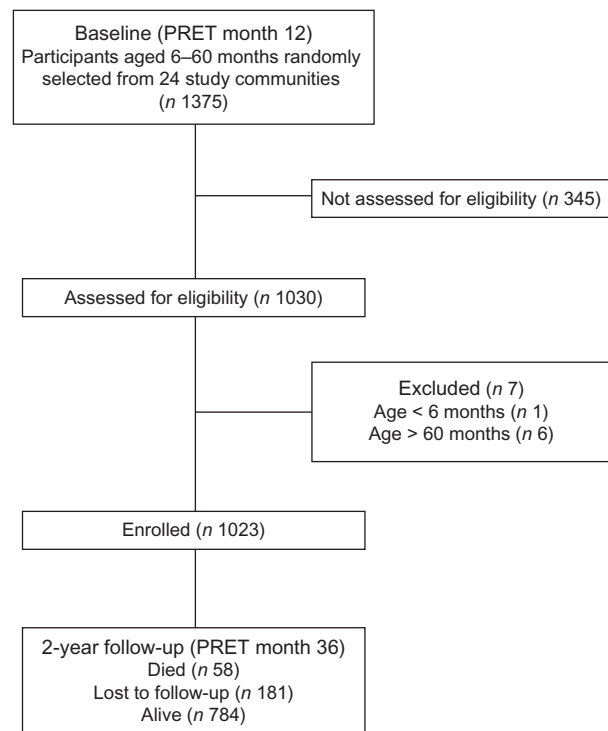 Baseline (PRET month 12)
Participants aged 6–60 months randomly
selected from 24 study communities
(n 1375)
Not assessed for eligibility (n 345)
Assessed for eligibility (n 1030)
Excluded (n 7)
Age < 6 months (n 1)
Age > 60 months (n 6)
Enrolled (n 1023)
2-year follow-up (PRET month 36)
Died (n 58)
Lost to follow-up (n 181)
Alive (n 784)